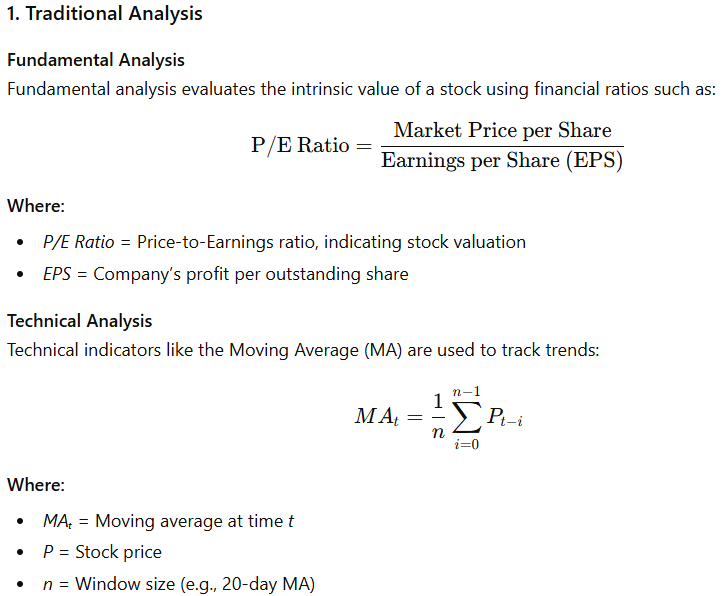 1. Traditional Analysis
Fundamental Analysis
Fundamental analysis evaluates the intrinsic value of a stock using financial ratios such as:
P/E Ratio = Market Price per Share / Earnings per Share (EPS)
Where:
• P/E Ratio = Price-to-Earnings ratio, indicating stock valuation
• EPS = Company’s profit per outstanding share
Technical Analysis
Technical indicators like the Moving Average (MA) are used to track trends:
MA_t = \frac{1}{n} \sum_{i=0}^{n-1} P_{t-i}
Where:
• MA_t = Moving average at time t
• P = Stock price
• n = Window size (e.g., 20-day MA)